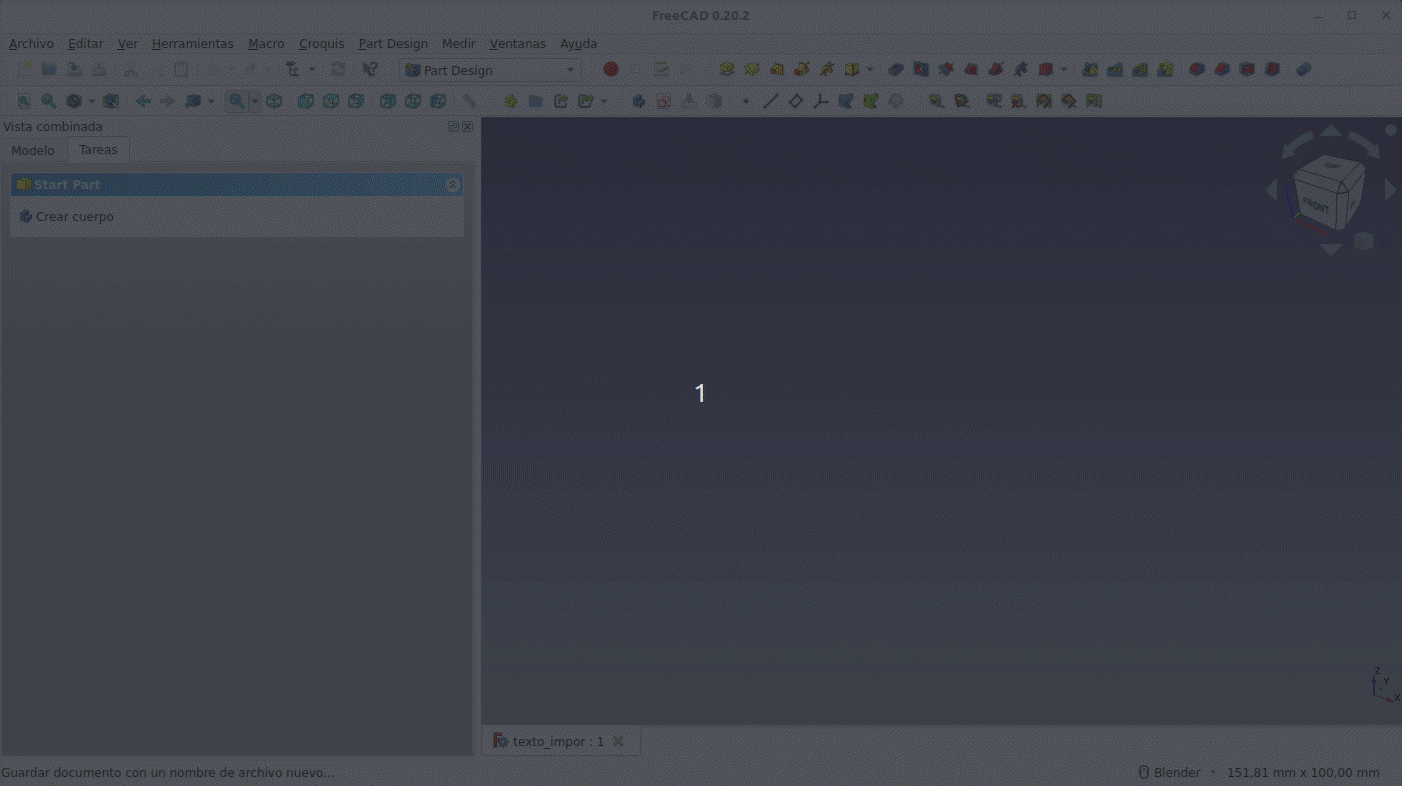 FreeCAD 0.20.2
Archivo Editar Ver Herramientas Macro Croquis Part Design Medir Ventanas Ayuda
Part Design
Vista combinada
Modelo Tareas
Start Part
Crear cuerpo
FRONT
1
Z
Y
X
texto_impor : 1
Guardar documento con un nombre de archivo nuevo... Blender 151,81 mm x 100,00 mm